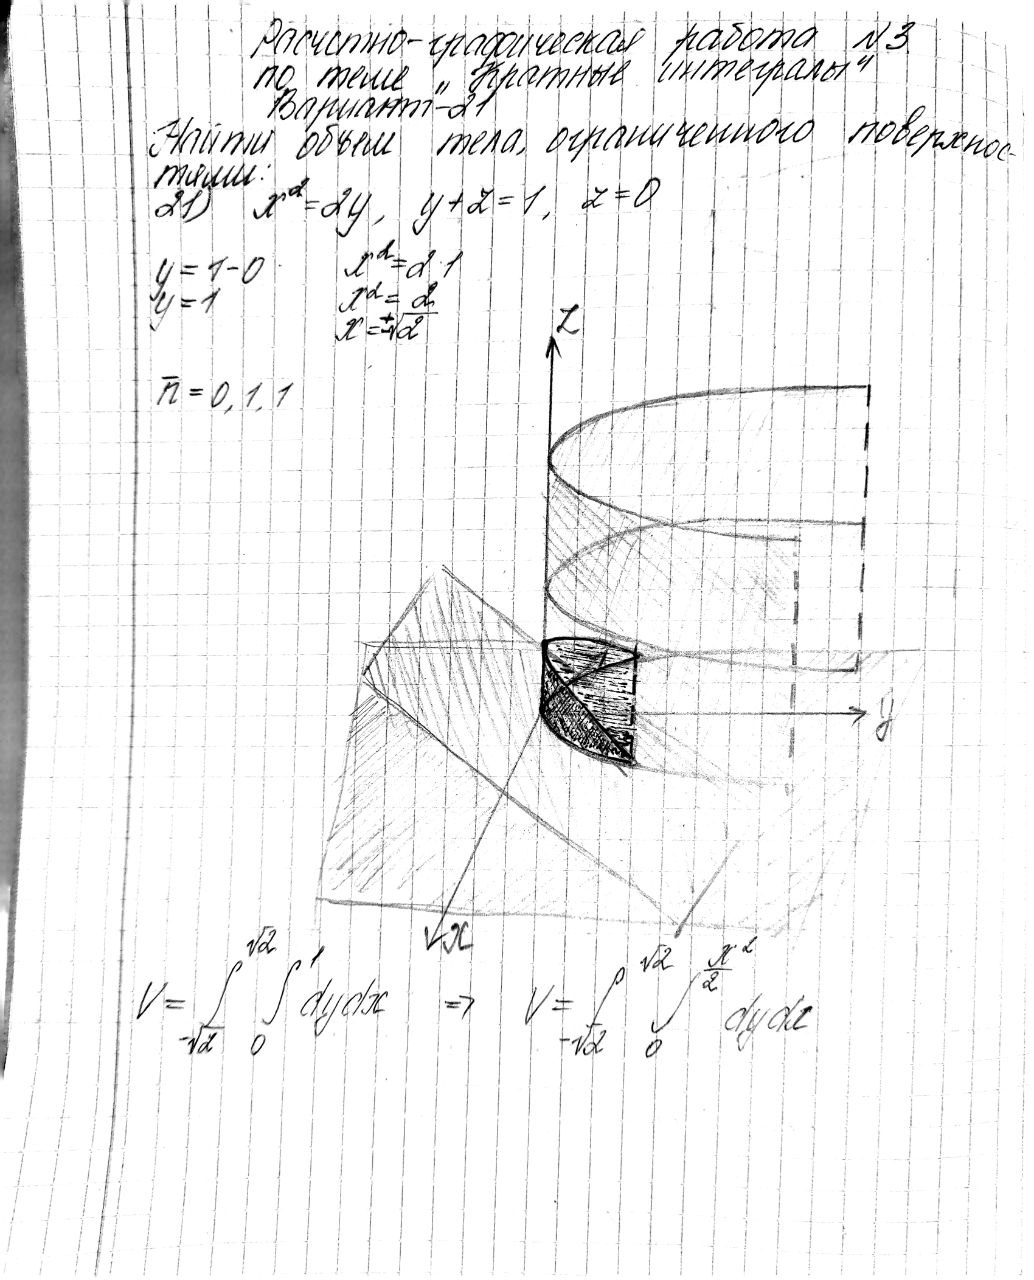 Расчетно-графическая работа №3
по теме „Кратные интегралы"
Вариант-21
Найти объем тела, ограниченного поверхнос-
тями:
21) x²=2y, y+z=1, z=0
y=1-0 x²=2·1
y=1 x²=2
x=±√2
n̅=0,1,1
z
y
x
V=∫_{-√2}^{√2} ∫_0^1 dydx ⇒ V=∫_{-√2}^{√2} ∫_0^{x²/2} dydx